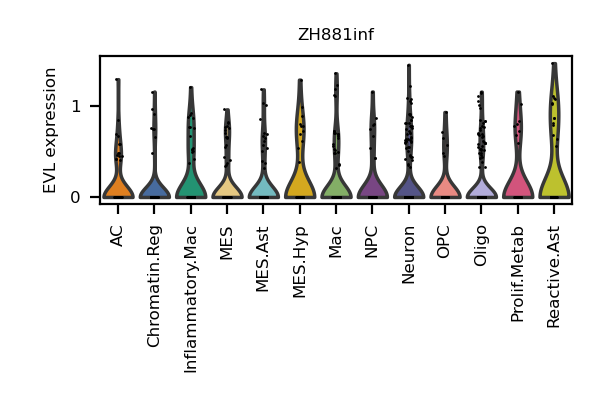 ZH881inf
EVL expression
1
0
AC
Chromatin.Reg
Inflammatory.Mac
MES
MES.Ast
MES.Hyp
Mac
NPC
Neuron
OPC
Oligo
Prolif.Metab
Reactive.Ast